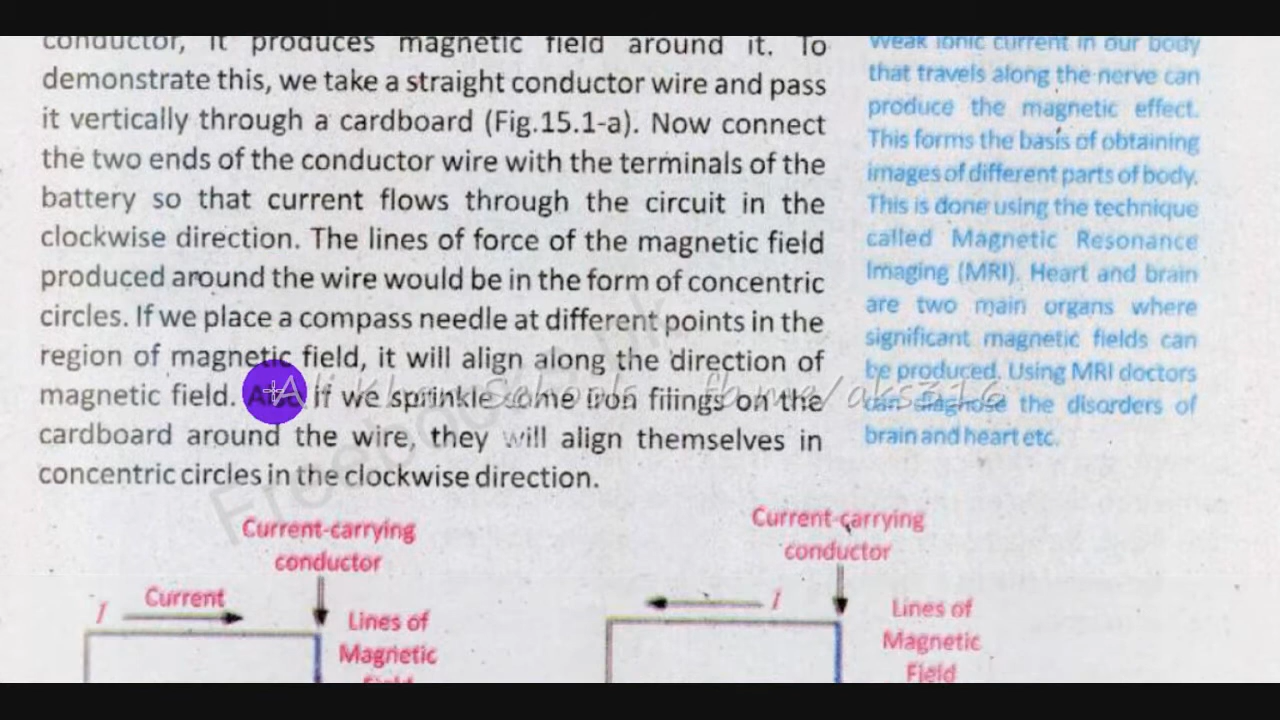 conductor, it produces magnetic field around it. To
demonstrate this, we take a straight conductor wire and pass
it vertically through a cardboard (Fig.15.1-a). Now connect
the two ends of the conductor wire with the terminals of the
battery so that current flows through the circuit in the
clockwise direction. The lines of force of the magnetic field
produced around the wire would be in the form of concentric
circles. If we place a compass needle at different points in the
region of magnetic field, it will align along the direction of
magnetic field. Also if we sprinkle some iron filings on the
cardboard around the wire, they will align themselves in
concentric circles in the clockwise direction.
Weak ionic current in our body
that travels along the nerve can
produce the magnetic effect.
This forms the basis of obtaining
images of different parts of body.
This is done using the technique
called Magnetic Resonance
Imaging (MRI). Heart and brain
are two main organs where
significant magnetic fields can
be produced. Using MRI doctors
can diagnose the disorders of
brain and heart etc.
Current-carrying
conductor
I Current
Lines of
Magnetic
Field
Current-carrying
conductor
I
Lines of
Magnetic
Field